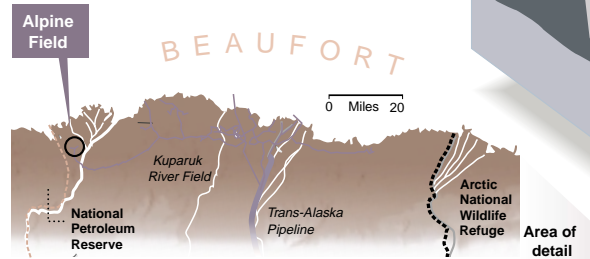 Alpine
Field
BEAUFORT
0 Miles 20
Kuparuk
River Field
National
Petroleum
Reserve
Trans-Alaska
Pipeline
Arctic
National
Wildlife
Refuge
Area of
detail